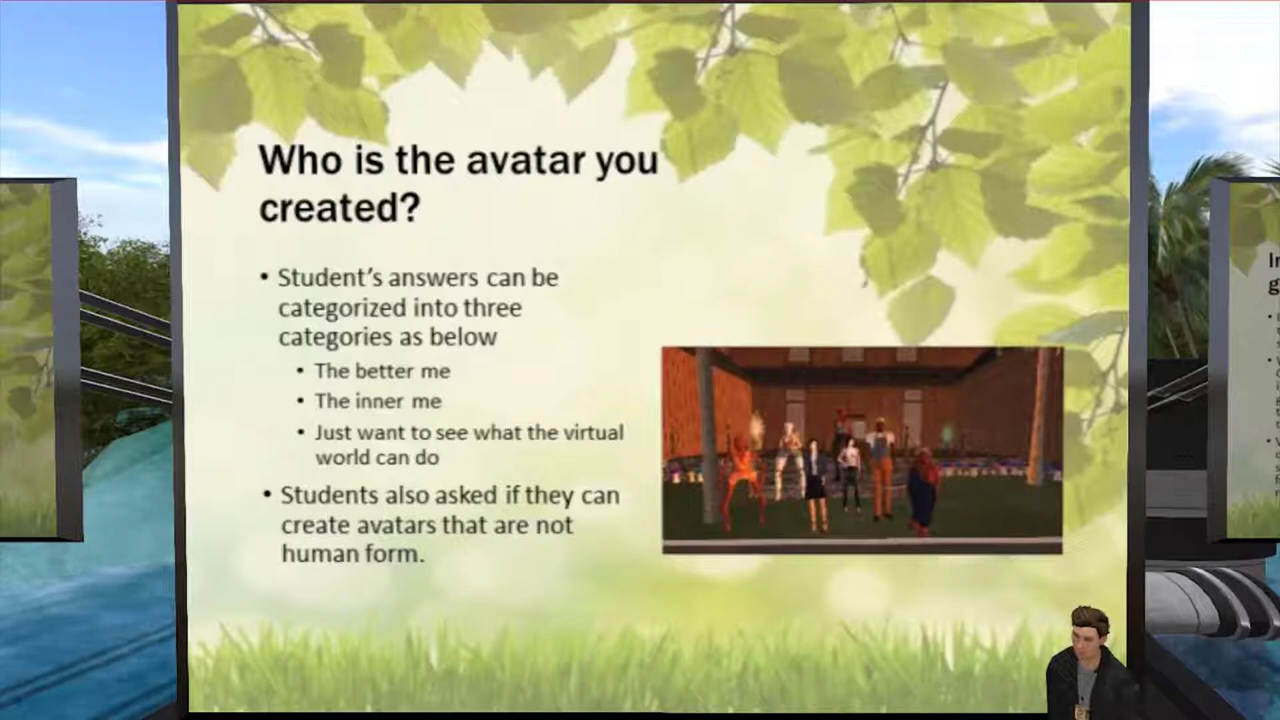 Who is the avatar you
created?
• Student's answers can be
categorized into three
categories as below
• The better me
• The inner me
• Just want to see what the virtual
world can do
• Students also asked if they can
create avatars that are not
human form.